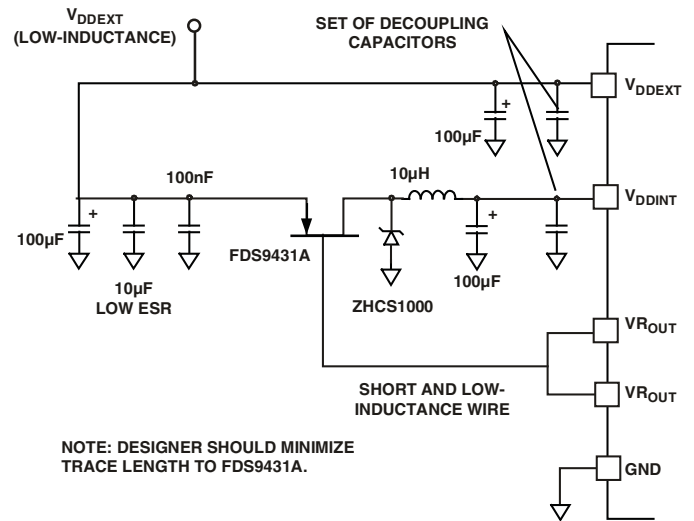 V DDEXT
(LOW-INDUCTANCE)
SET OF DECOUPLING
CAPACITORS
VDDEXT
+
100µF
100nF
10µH
VDDINT
+
100µF
+
100µF
FDS9431A
10µF
LOW ESR
ZHCS1000
VROUT
SHORT AND LOW-
INDUCTANCE WIRE
VROUT
NOTE: DESIGNER SHOULD MINIMIZE
TRACE LENGTH TO FDS9431A.
GND